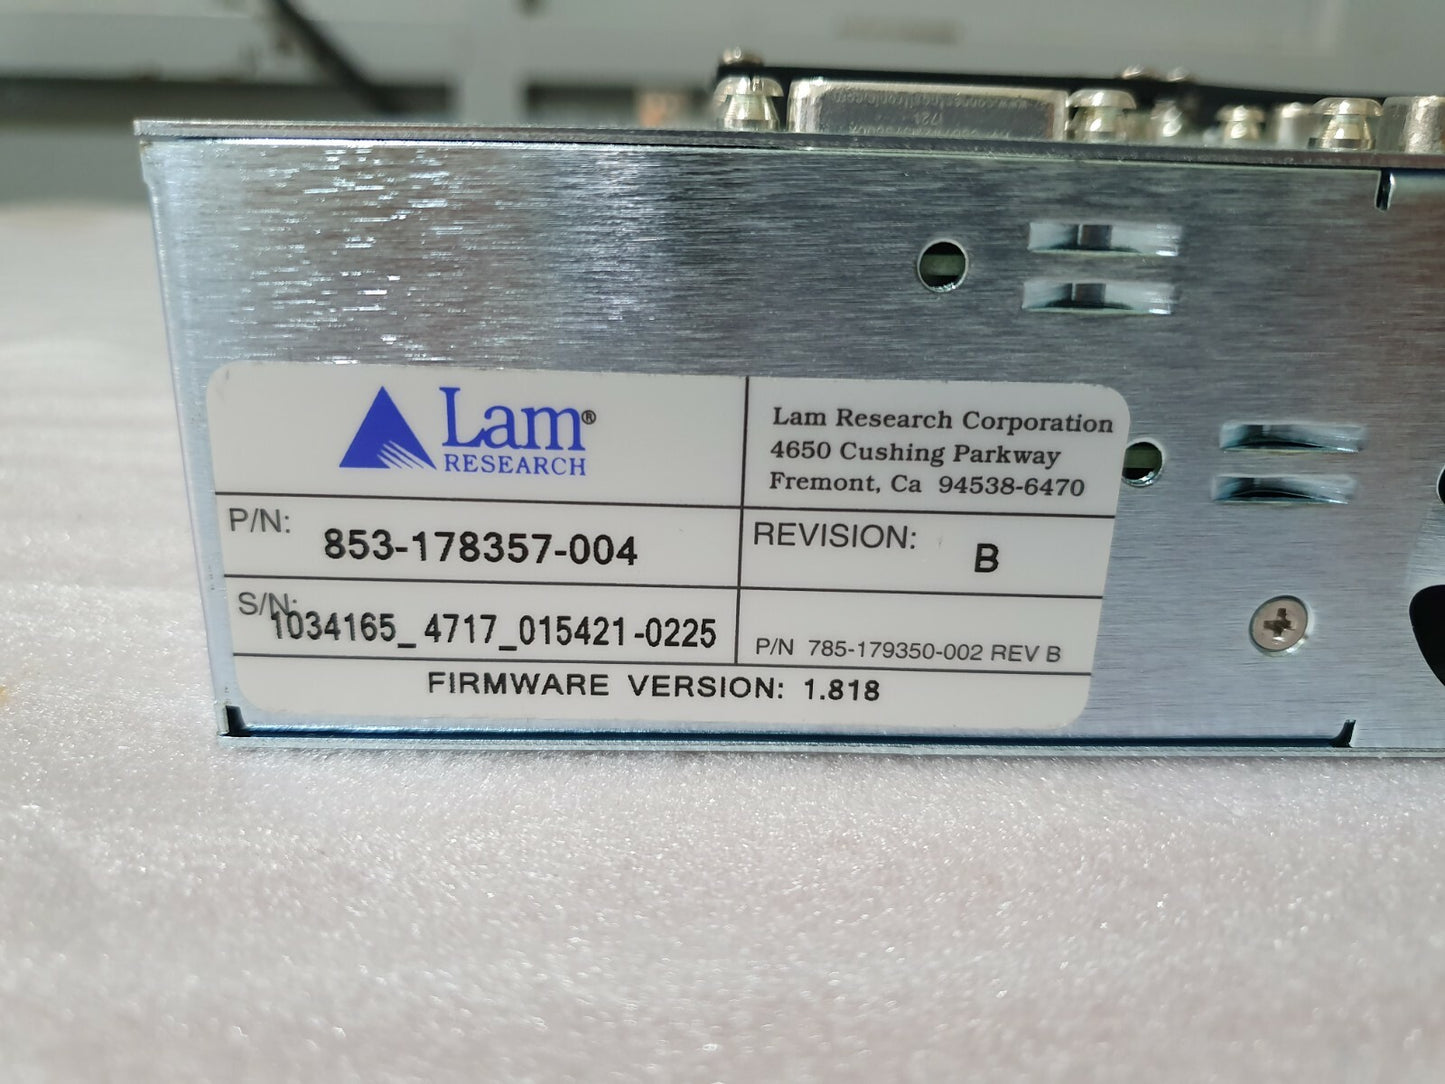 Lam®
RESEARCH
Lam Research Corporation
4650 Cushing Parkway
Fremont, Ca 94538-6470
P/N: 853-178357-004
REVISION: B
S/N: 1034165_4717_015421-0225
P/N 785-179350-002 REV B
FIRMWARE VERSION: 1.818